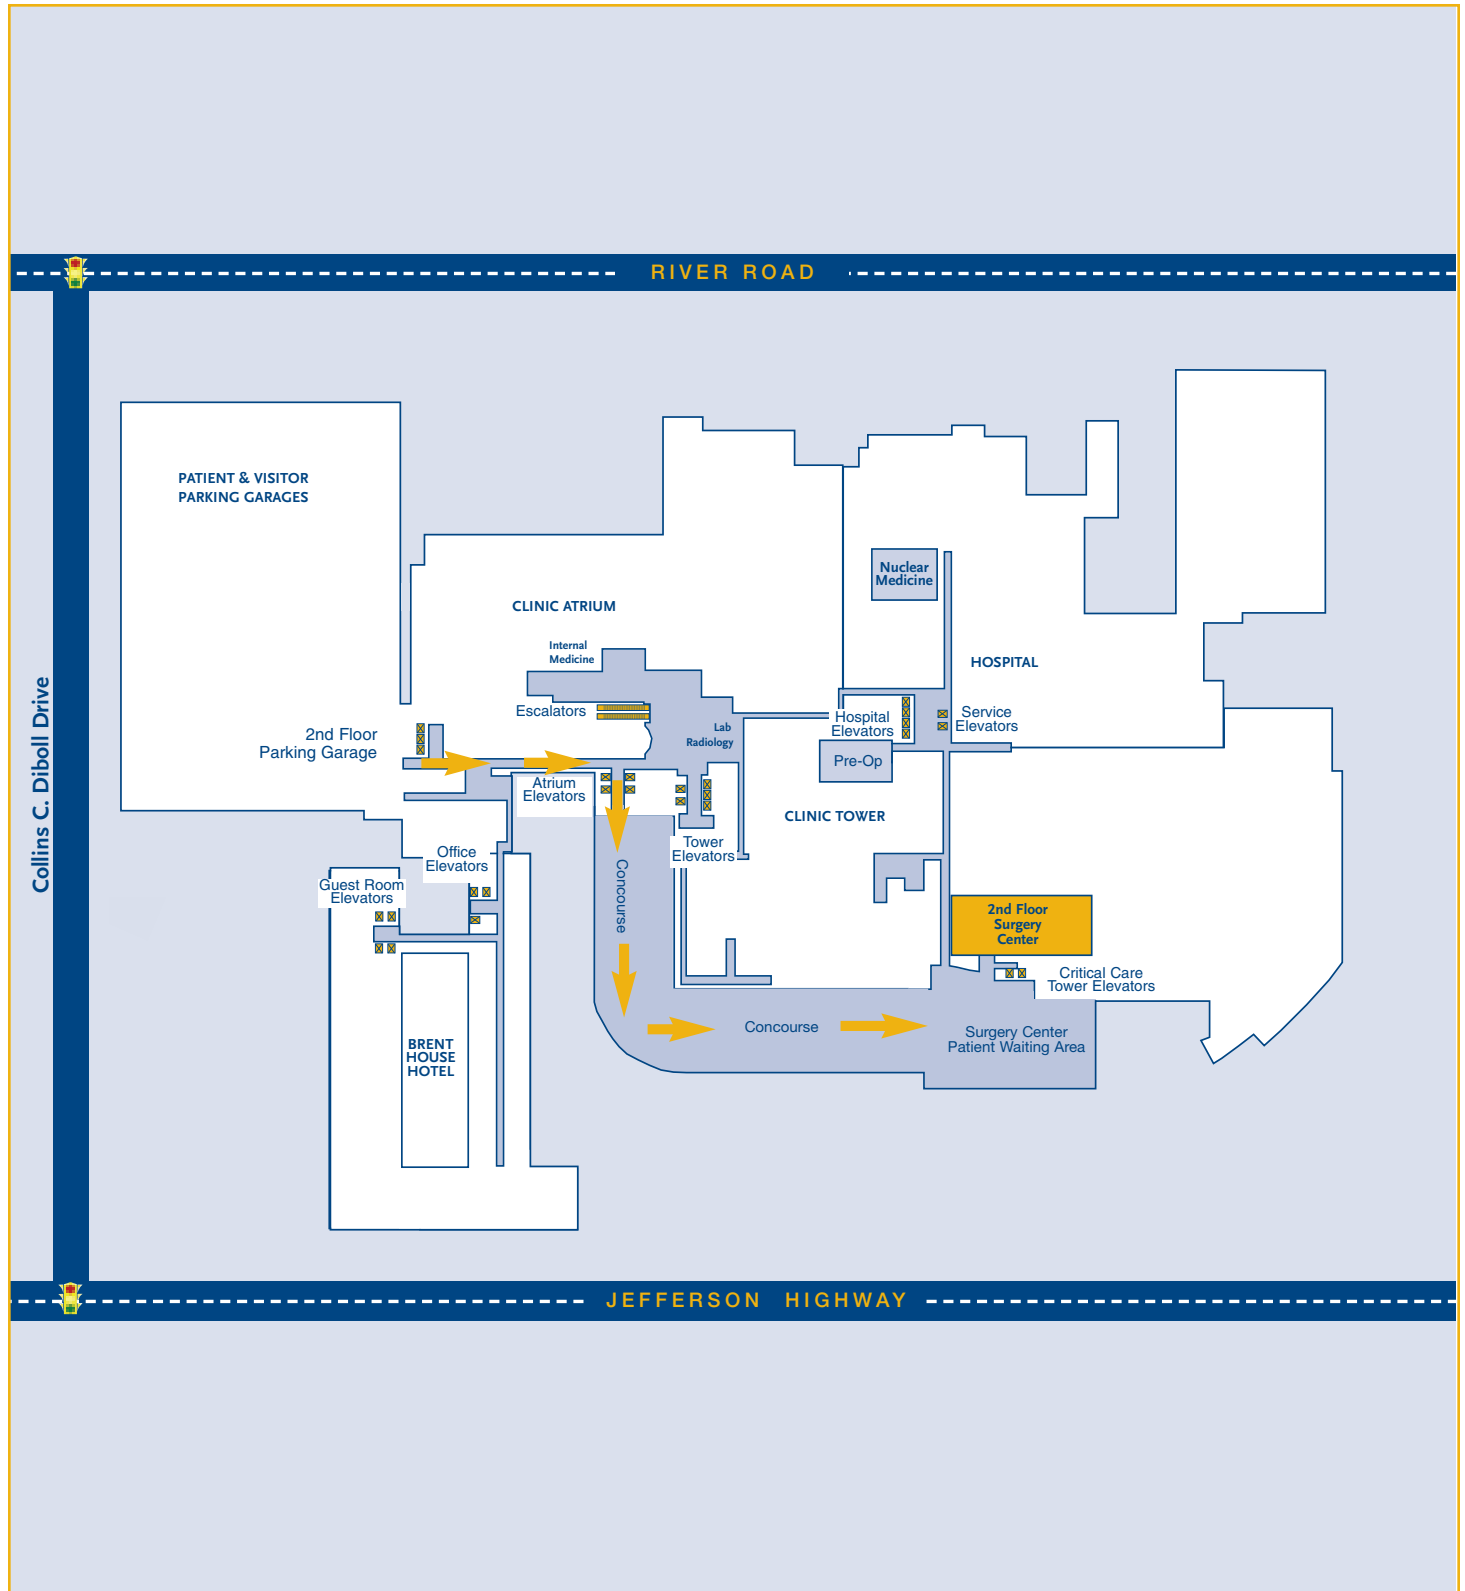 RIVER ROAD
PATIENT & VISITOR
PARKING GARAGES
Nuclear
Medicine
CLINIC ATRIUM
Internal
Medicine
HOSPITAL
Escalators
Lab
Radiology
Hospital
Elevators
Service
Elevators
2nd Floor
Parking Garage
Pre-Op
Atrium
Elevators
CLINIC TOWER
Collins C. Diboll Drive
Tower
Elevators
Office
Elevators
Guest Room
Elevators
Concourse
2nd Floor
Surgery
Center
Critical Care
Tower Elevators
Concourse
Surgery Center
Patient Waiting Area
BRENT
HOUSE
HOTEL
JEFFERSON HIGHWAY